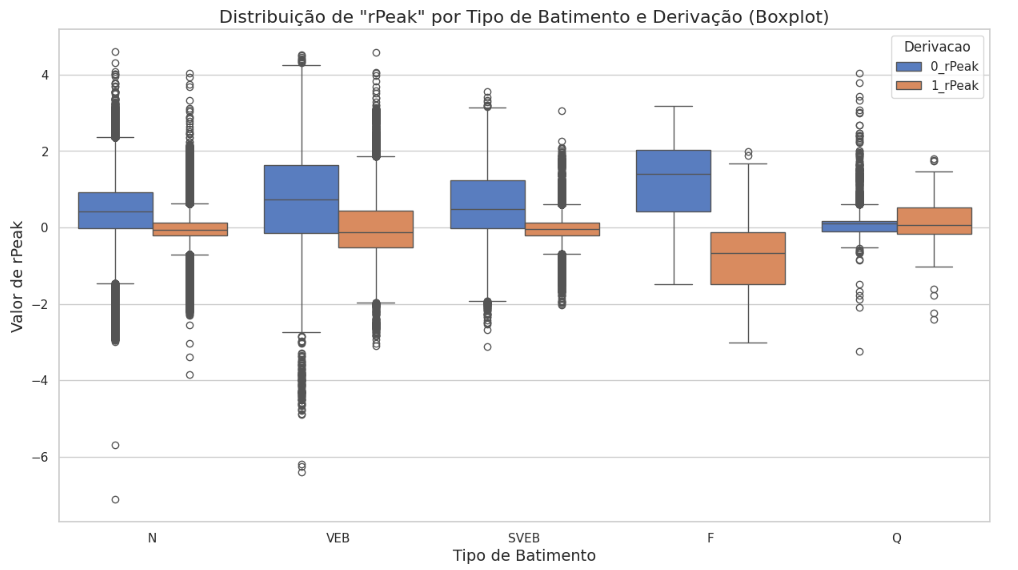 Distribuição de "rPeak" por Tipo de Batimento e Derivação (Boxplot)
Derivacao
0_rPeak
1_rPeak
Valor de rPeak
4
2
0
−2
−4
−6
N
VEB
SVEB
F
Q
Tipo de Batimento